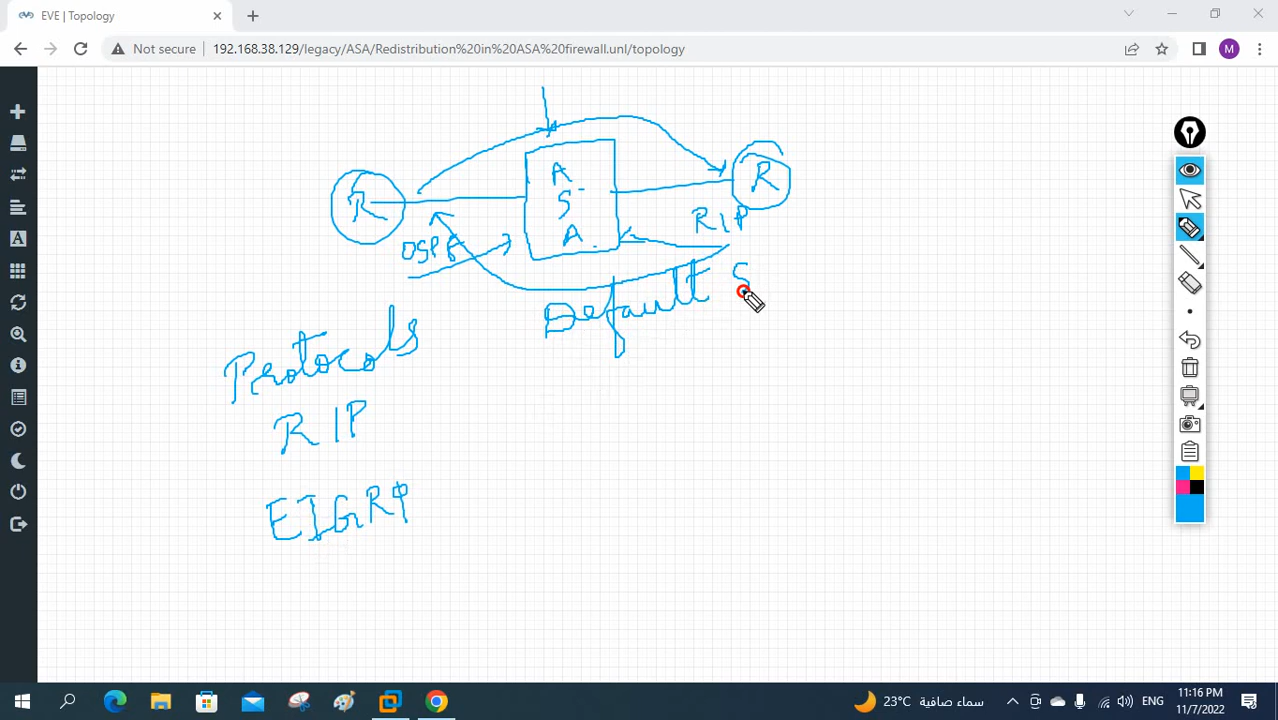 EVE | Topology
Not secure 192.168.38.129/legacy/ASA/Redistribution%20in%20ASA%20firewall.unl/topology
M
R
A
S
A
R
RIP
OSPF
Default S
Protocols
RIP
EIGRP
23°C سماء صافية
ENG
11:16 PM
11/7/2022